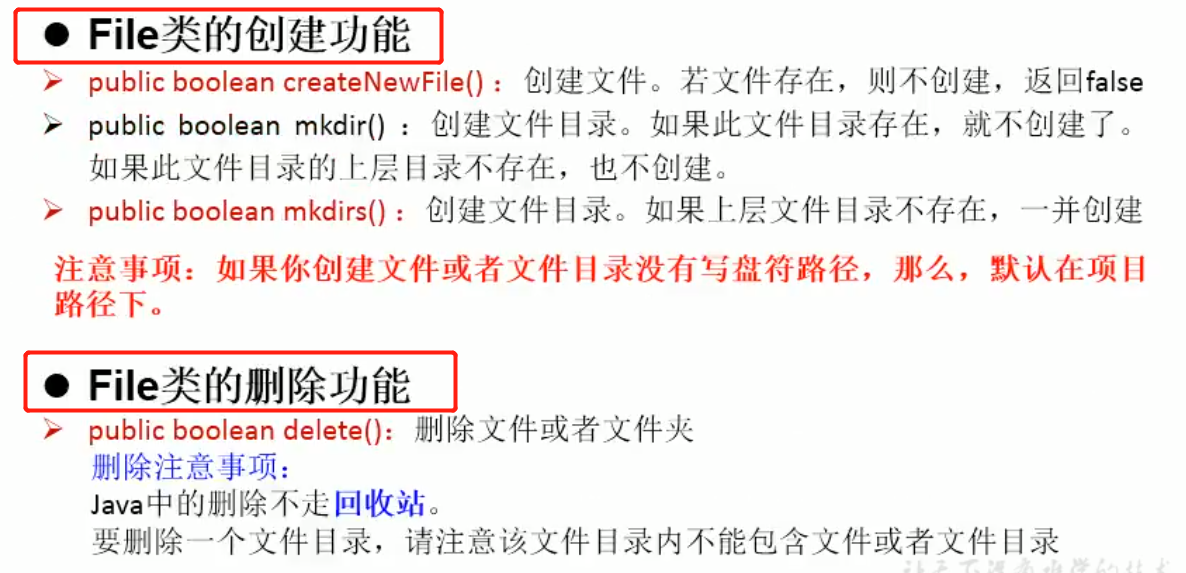 ● File类的创建功能
➢ public boolean createNewFile() ：创建文件。若文件存在，则不创建，返回false
➢ public boolean mkdir() ：创建文件目录。如果此文件目录存在，就不创建了。
如果此文件目录的上层目录不存在，也不创建。
➢ public boolean mkdirs() ：创建文件目录。如果上层文件目录不存在，一并创建
注意事项：如果你创建文件或者文件目录没有写盘符路径，那么，默认在项目
路径下。
● File类的删除功能
➢ public boolean delete()：删除文件或者文件夹
删除注意事项：
Java中的删除不走回收站。
要删除一个文件目录，请注意该文件目录内不能包含文件或者文件目录